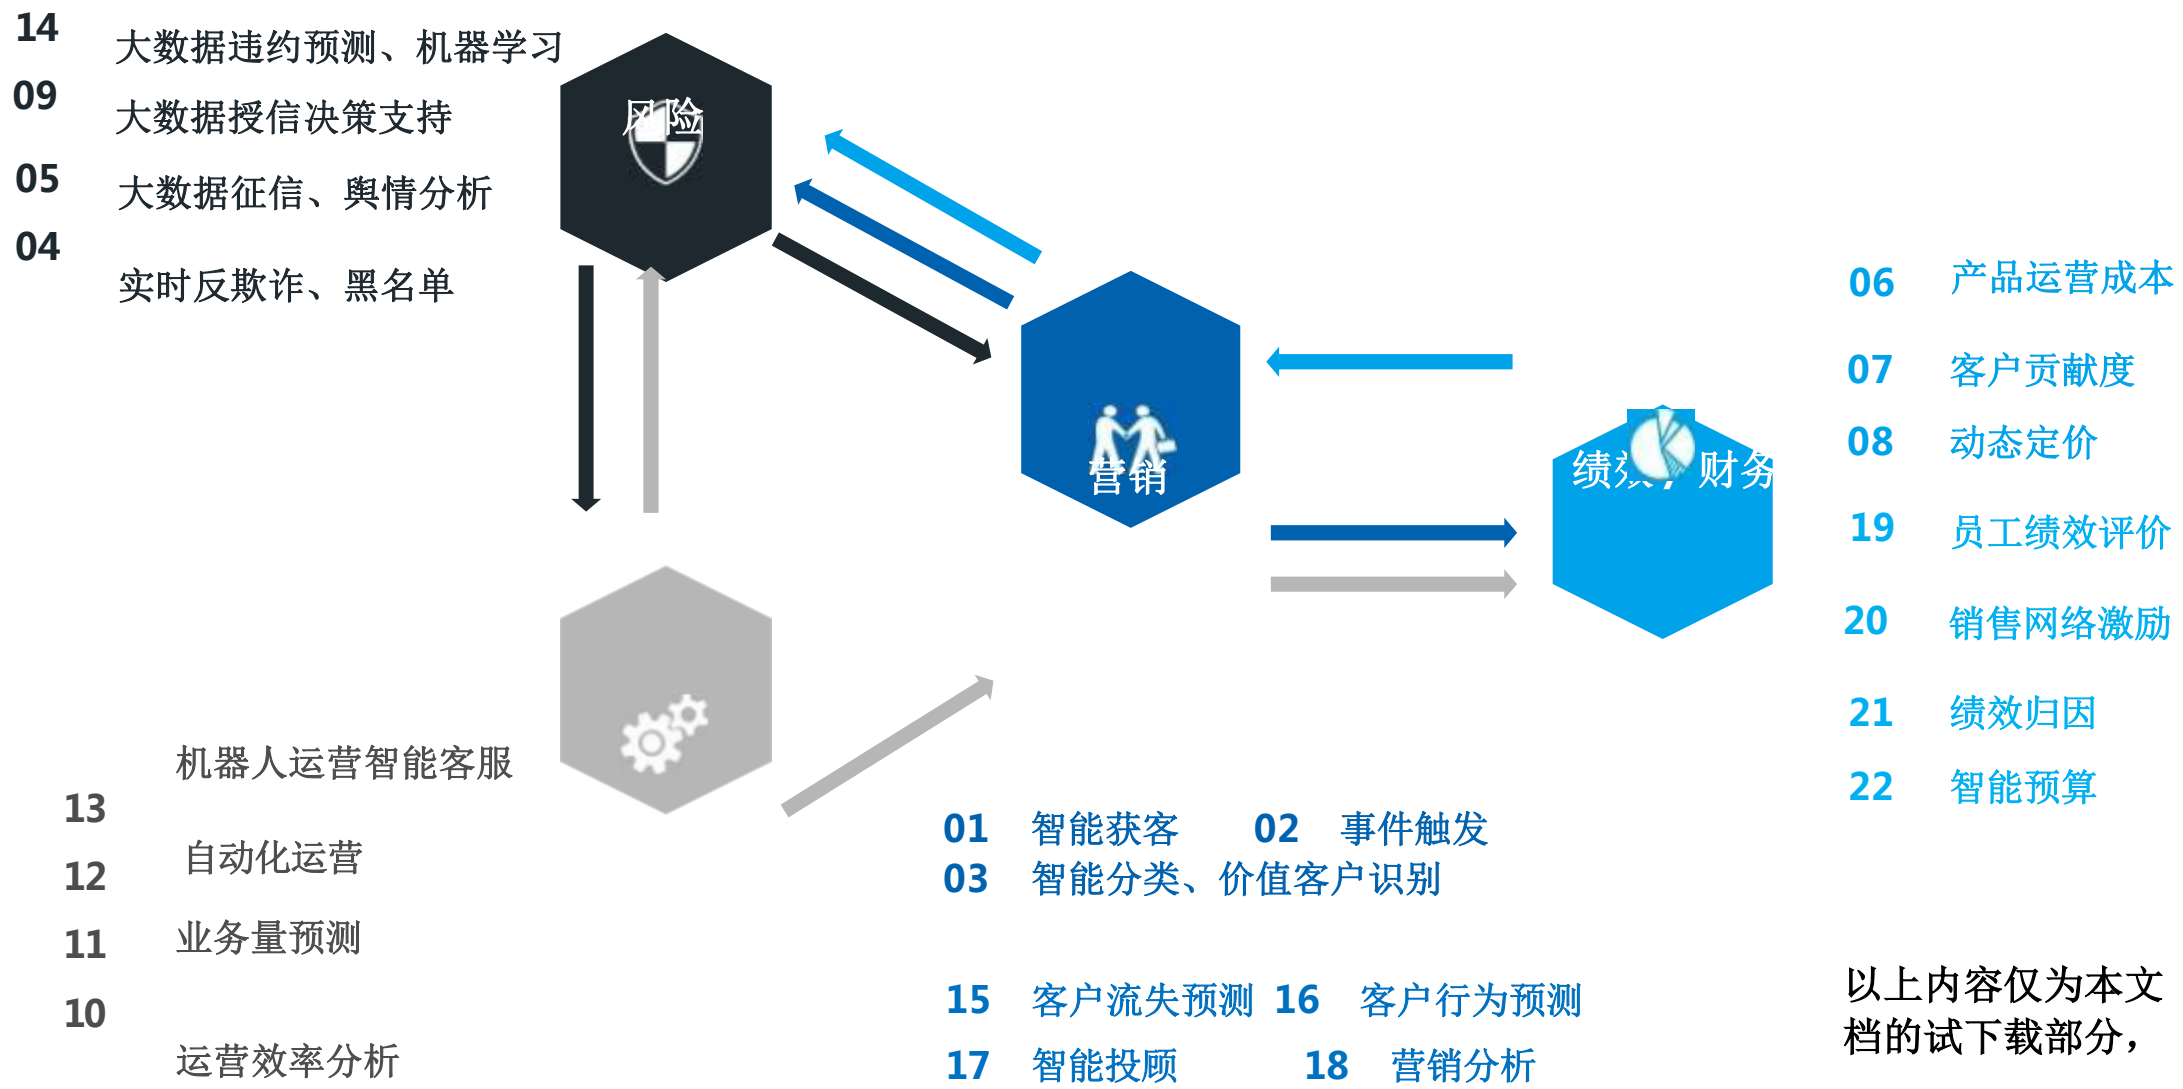 14 大数据违约预测、机器学习
09 大数据授信决策支持
05 大数据征信、舆情分析
04
实时反欺诈、黑名单
风险
营销
绩效，财务
06 产品运营成本
07 客户贡献度
08 动态定价
19 员工绩效评价
20 销售网络激励
21 绩效归因
22 智能预算
机器人运营智能客服
13
自动化运营
12
业务量预测
11
10
运营效率分析
01 智能获客 02 事件触发
03 智能分类、价值客户识别
15 客户流失预测 16 客户行为预测
17 智能投顾 18 营销分析
以上内容仅为本文
档的试下载部分，